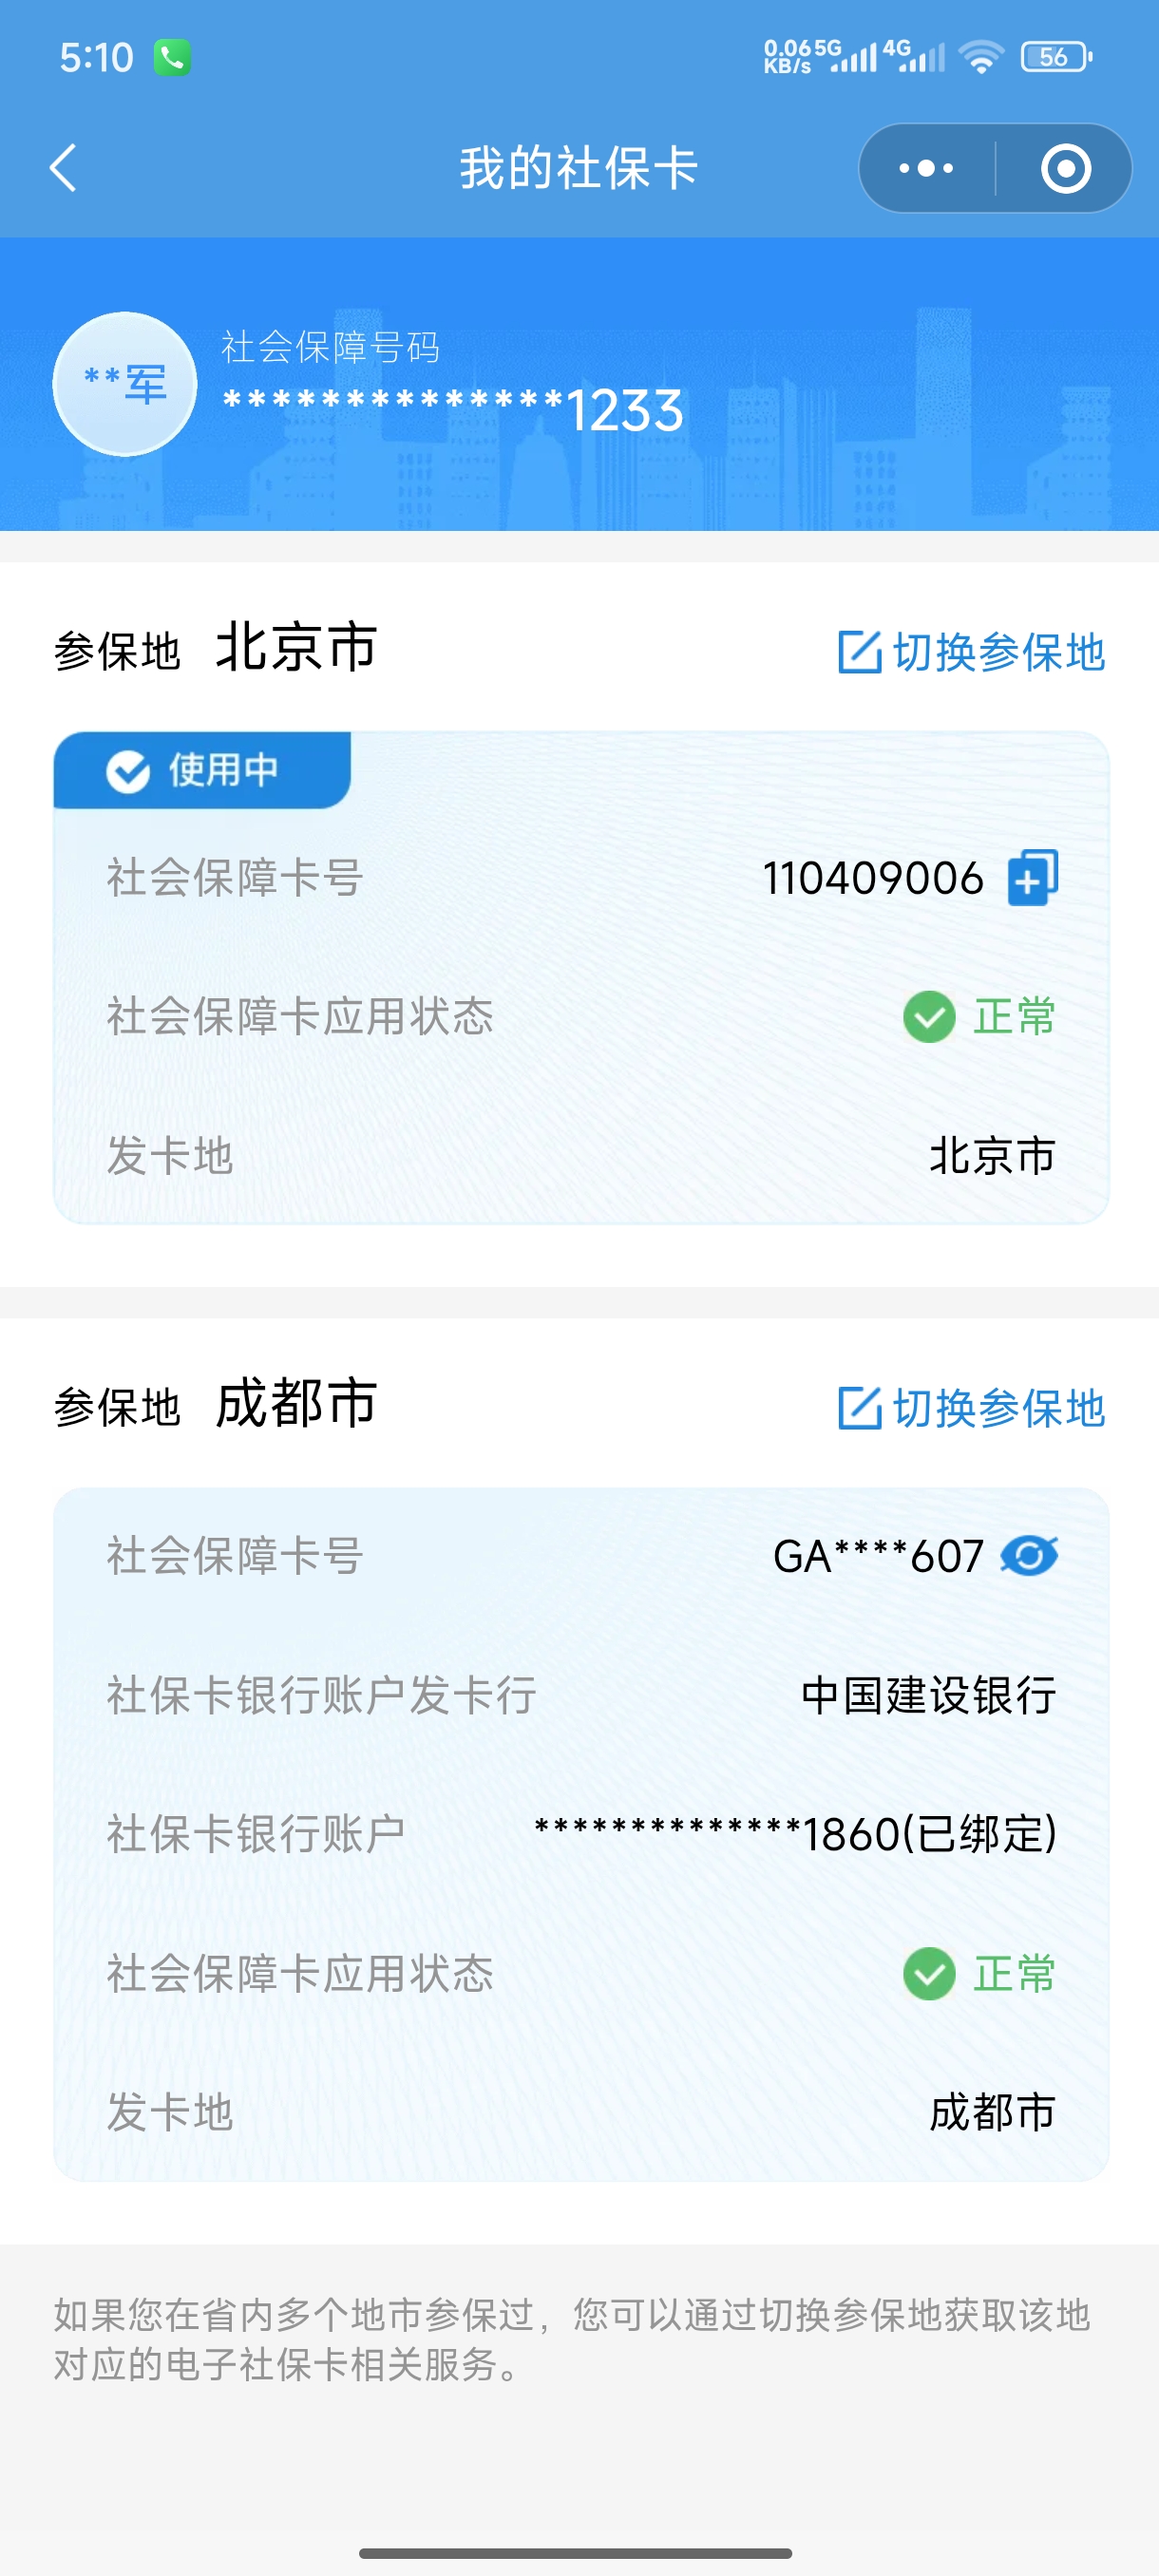 5:10
0.06 KB/s 5G 4G 56
我的社保卡
社会保障号码
**军
**************1233
参保地 北京市 切换参保地
使用中
社会保障卡号 110409006
社会保障卡应用状态 正常
发卡地 北京市
参保地 成都市 切换参保地
社会保障卡号 GA****607
社保卡银行账户发卡行 中国建设银行
社保卡银行账户 **************1860(已绑定)
社会保障卡应用状态 正常
发卡地 成都市
如果您在省内多个地市参保过，您可以通过切换参保地获取该地
对应的电子社保卡相关服务。